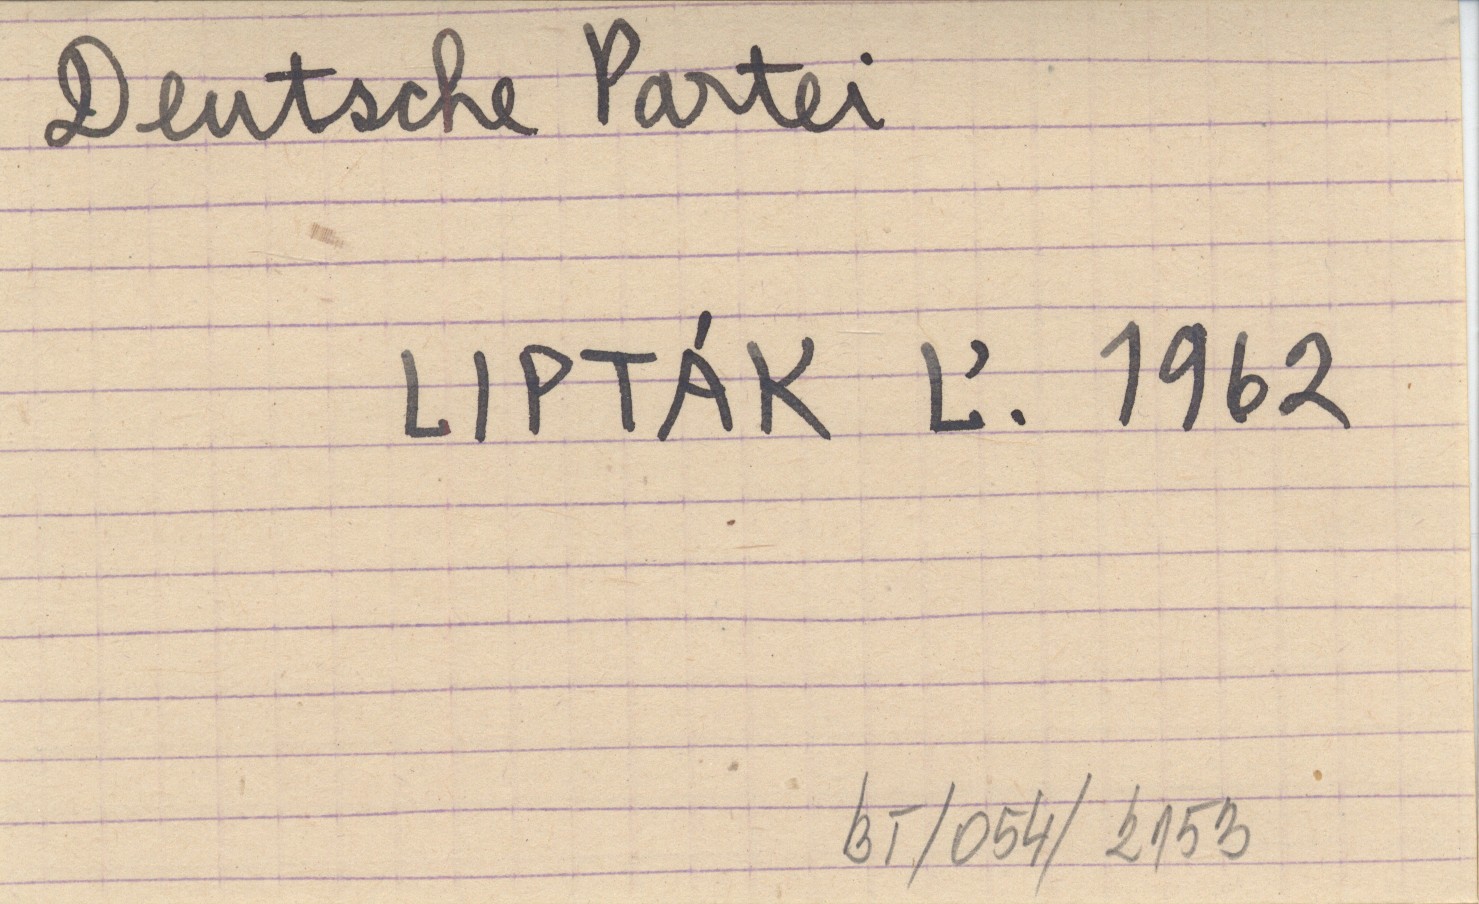 Deutsche Partei
LIPTÁK Ľ. 1962
BT/054/2153